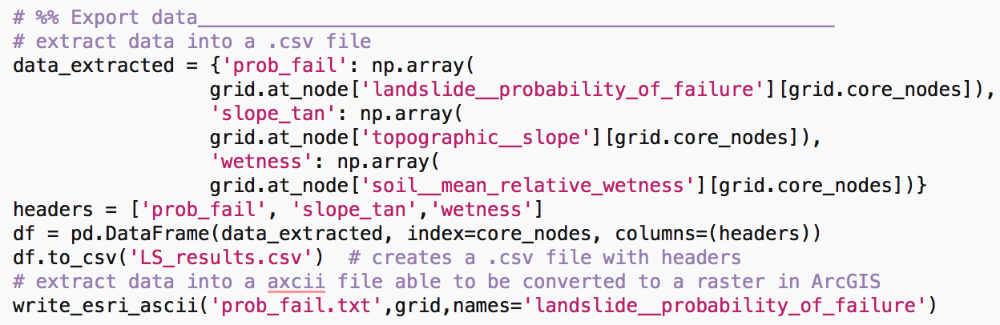 # %% Export data_______________________________________________________
# extract data into a .csv file
data_extracted = {'prob_fail': np.array(
                 grid.at_node['landslide__probability_of_failure'][grid.core_nodes]),
                 'slope_tan': np.array(
                 grid.at_node['topographic__slope'][grid.core_nodes]),
                 'wetness': np.array(
                 grid.at_node['soil__mean_relative_wetness'][grid.core_nodes])}
headers = ['prob_fail', 'slope_tan','wetness']
df = pd.DataFrame(data_extracted, index=core_nodes, columns=(headers))
df.to_csv('LS_results.csv')  # creates a .csv file with headers
# extract data into a axcii file able to be converted to a raster in ArcGIS
write_esri_ascii('prob_fail.txt',grid,names='landslide__probability_of_failure')